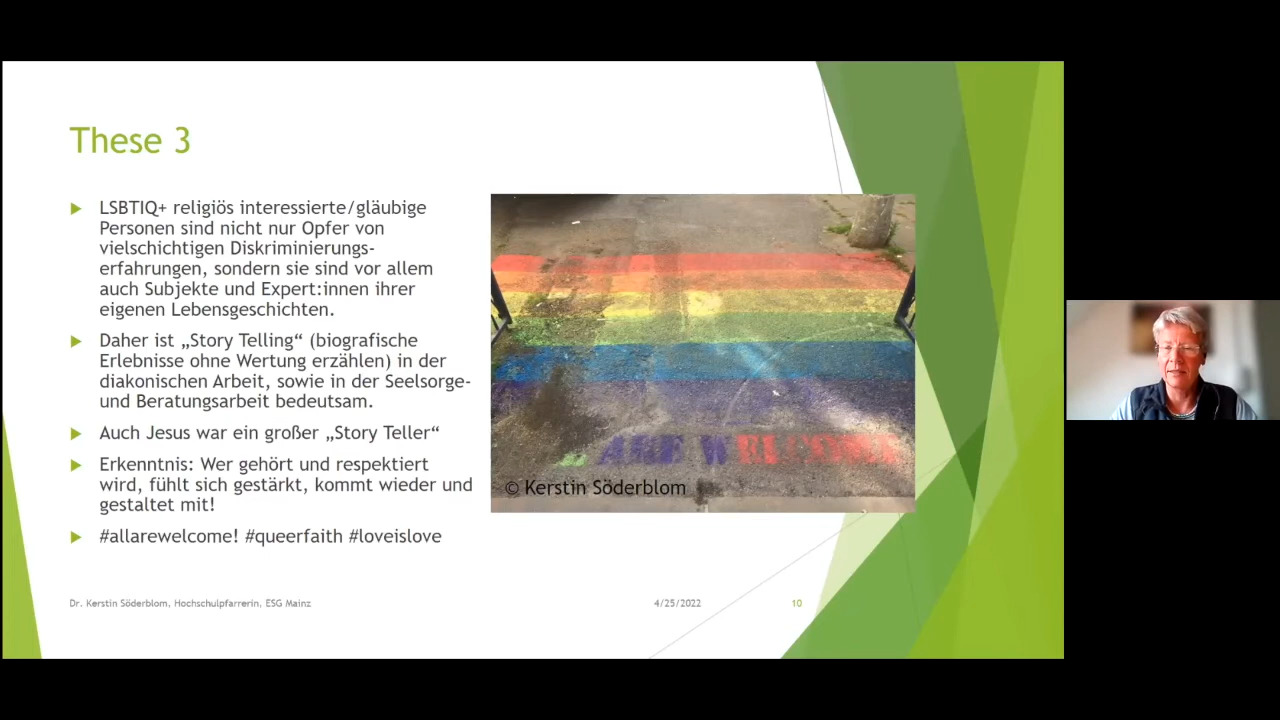 These 3
LSBTIQ+ religiös interessierte/gläubige
Personen sind nicht nur Opfer von
vielschichtigen Diskriminierungs-
erfahrungen, sondern sie sind vor allem
auch Subjekte und Expert:innen ihrer
eigenen Lebensgeschichten.
Daher ist „Story Telling“ (biografische
Erlebnisse ohne Wertung erzählen) in der
diakonischen Arbeit, sowie in der Seelsorge-
und Beratungsarbeit bedeutsam.
Auch Jesus war ein großer „Story Teller“
Erkenntnis: Wer gehört und respektiert
wird, fühlt sich gestärkt, kommt wieder und
gestaltet mit!
#allarewelcome! #queerfaith #loveislove
ARE WELCOME
© Kerstin Söderblom
Dr. Kerstin Söderblom, Hochschulpfarrerin, ESG Mainz
4/25/2022
10